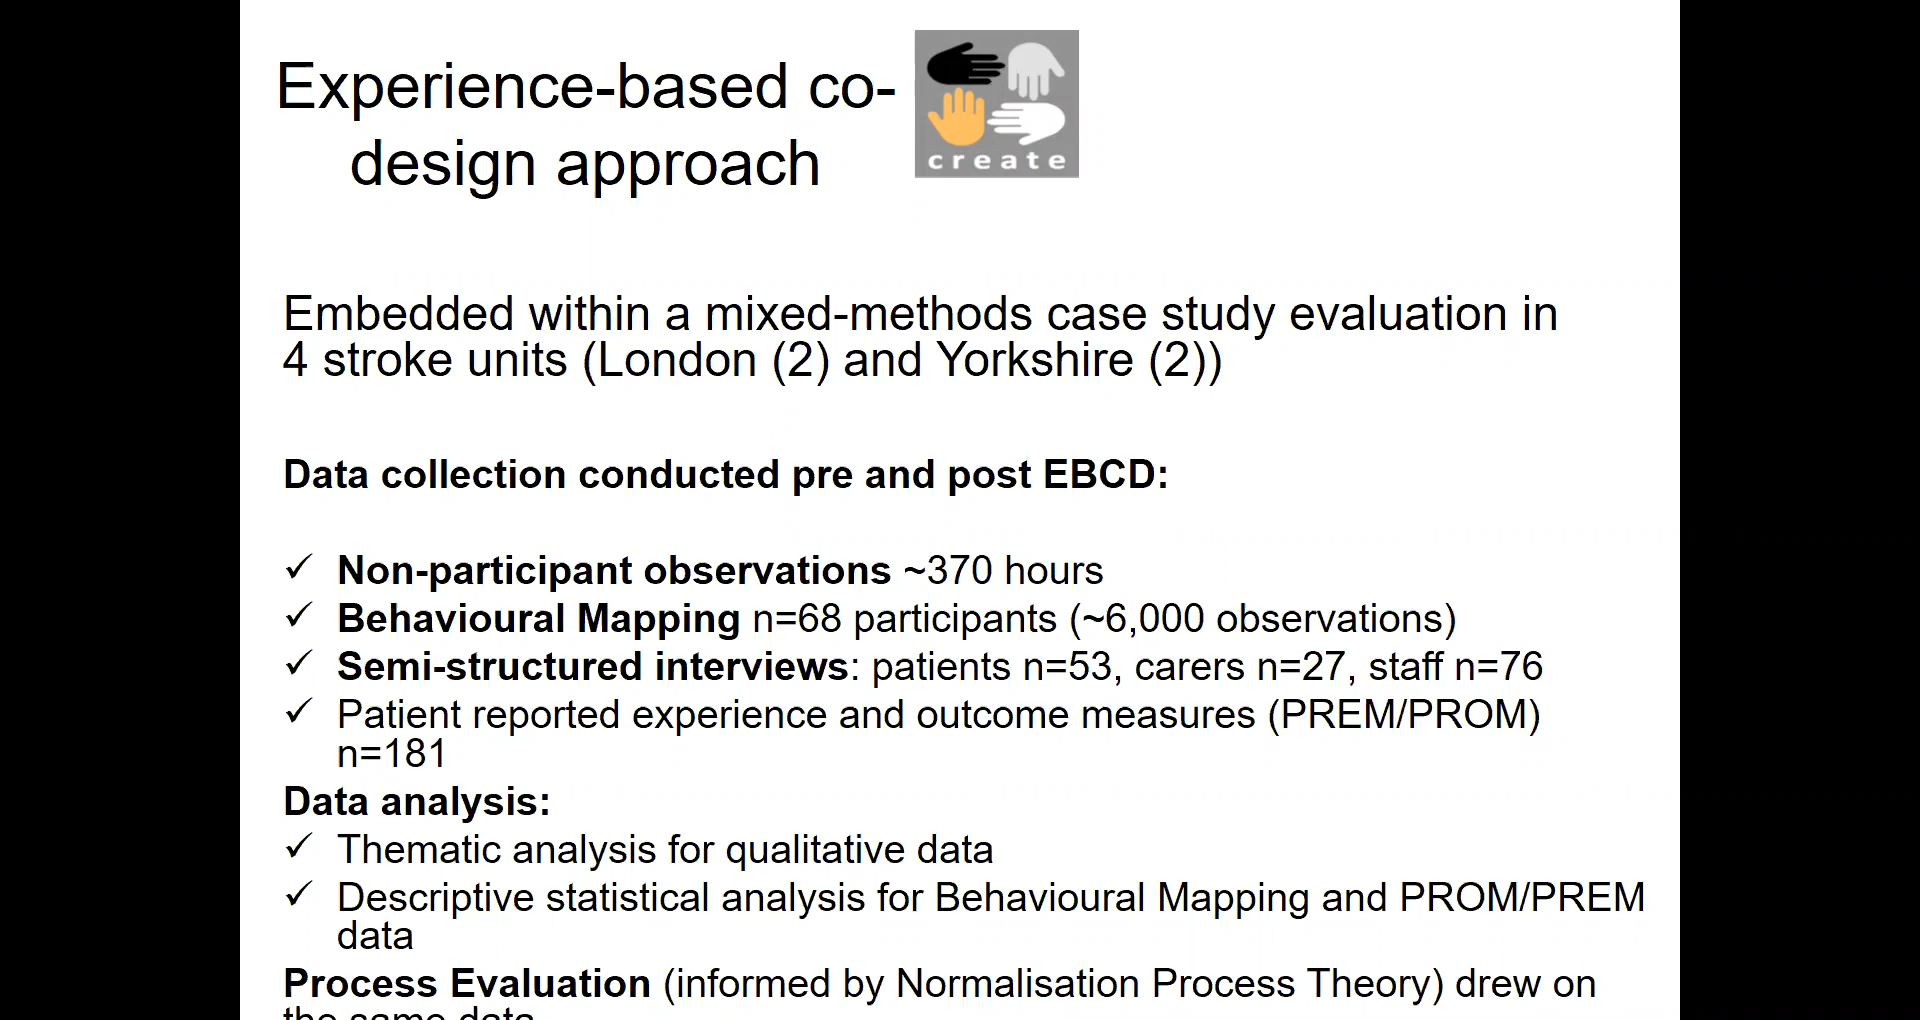 Experience-based co-
design approach
create
Embedded within a mixed-methods case study evaluation in
4 stroke units (London (2) and Yorkshire (2))
Data collection conducted pre and post EBCD:
✓ Non-participant observations ~370 hours
✓ Behavioural Mapping n=68 participants (~6,000 observations)
✓ Semi-structured interviews: patients n=53, carers n=27, staff n=76
✓ Patient reported experience and outcome measures (PREM/PROM)
n=181
Data analysis:
✓ Thematic analysis for qualitative data
✓ Descriptive statistical analysis for Behavioural Mapping and PROM/PREM
data
Process Evaluation (informed by Normalisation Process Theory) drew on
the same data